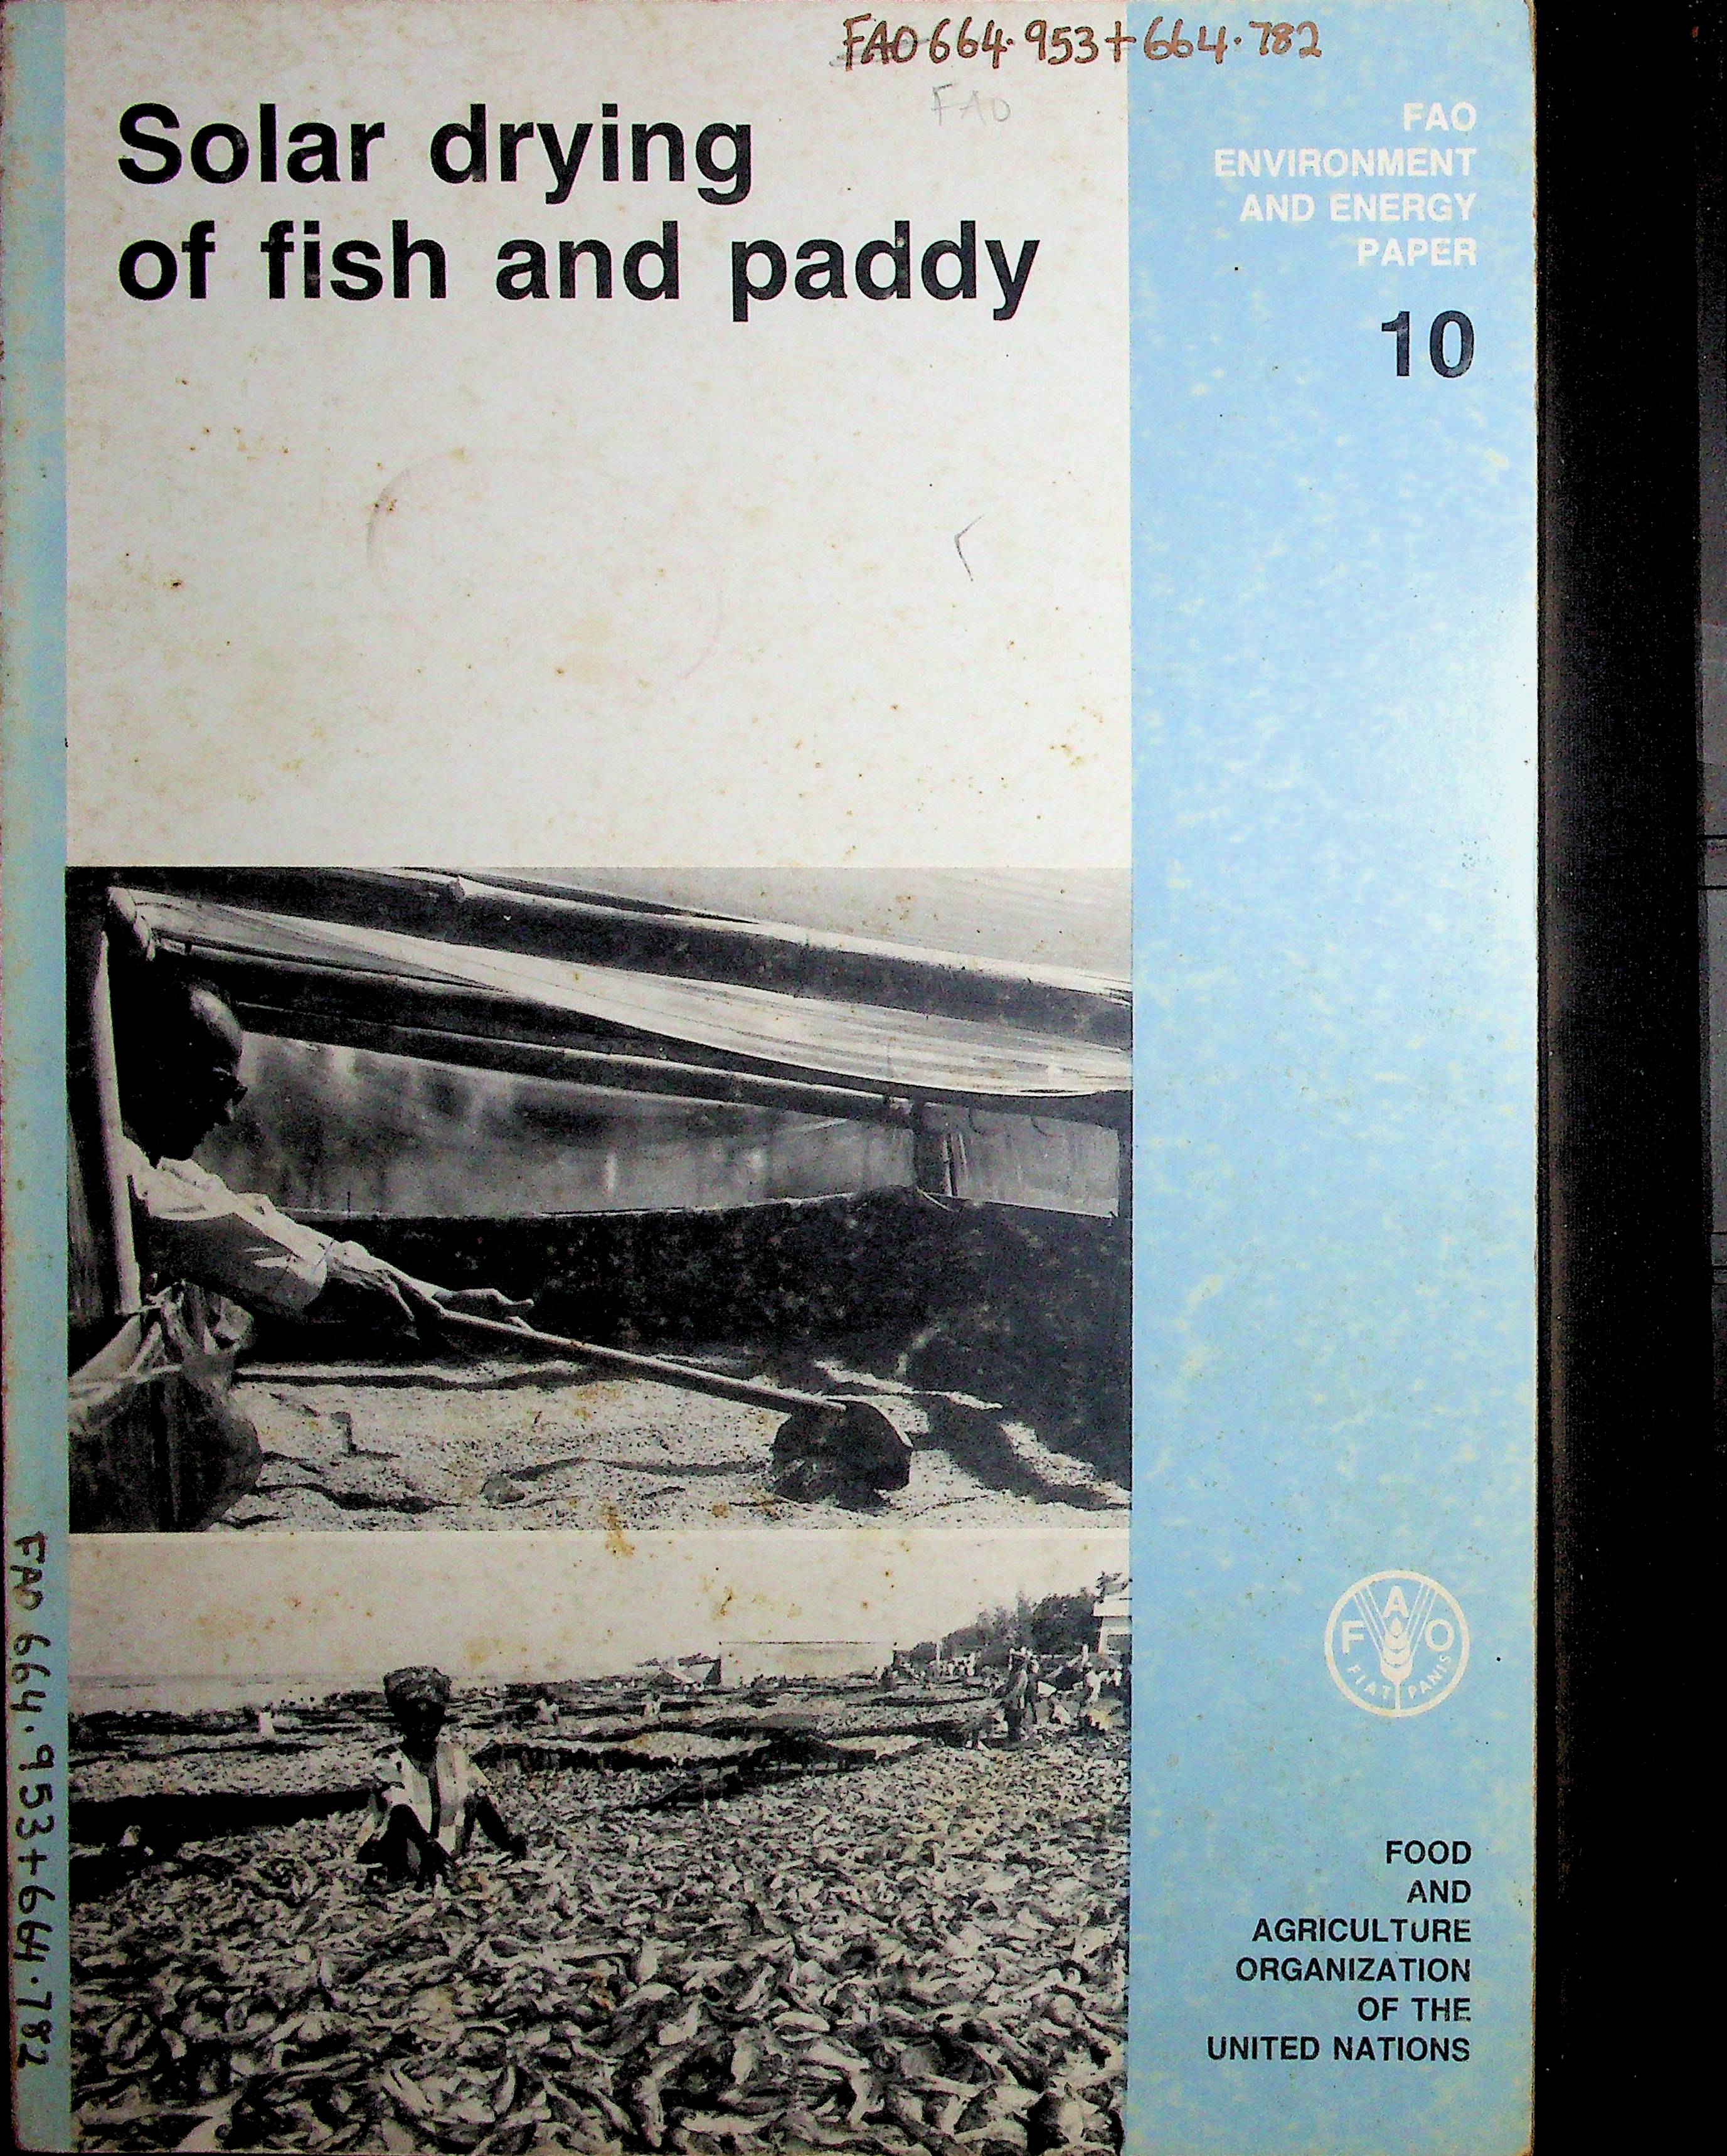 FAO 664.953+664.782
FAO
Solar drying
of fish and paddy
FAO
ENVIRONMENT
AND ENERGY
PAPER
10
F A O
FIAT PANIS
FOOD
AND
AGRICULTURE
ORGANIZATION
OF THE
UNITED NATIONS
FAO 664.953+664.782